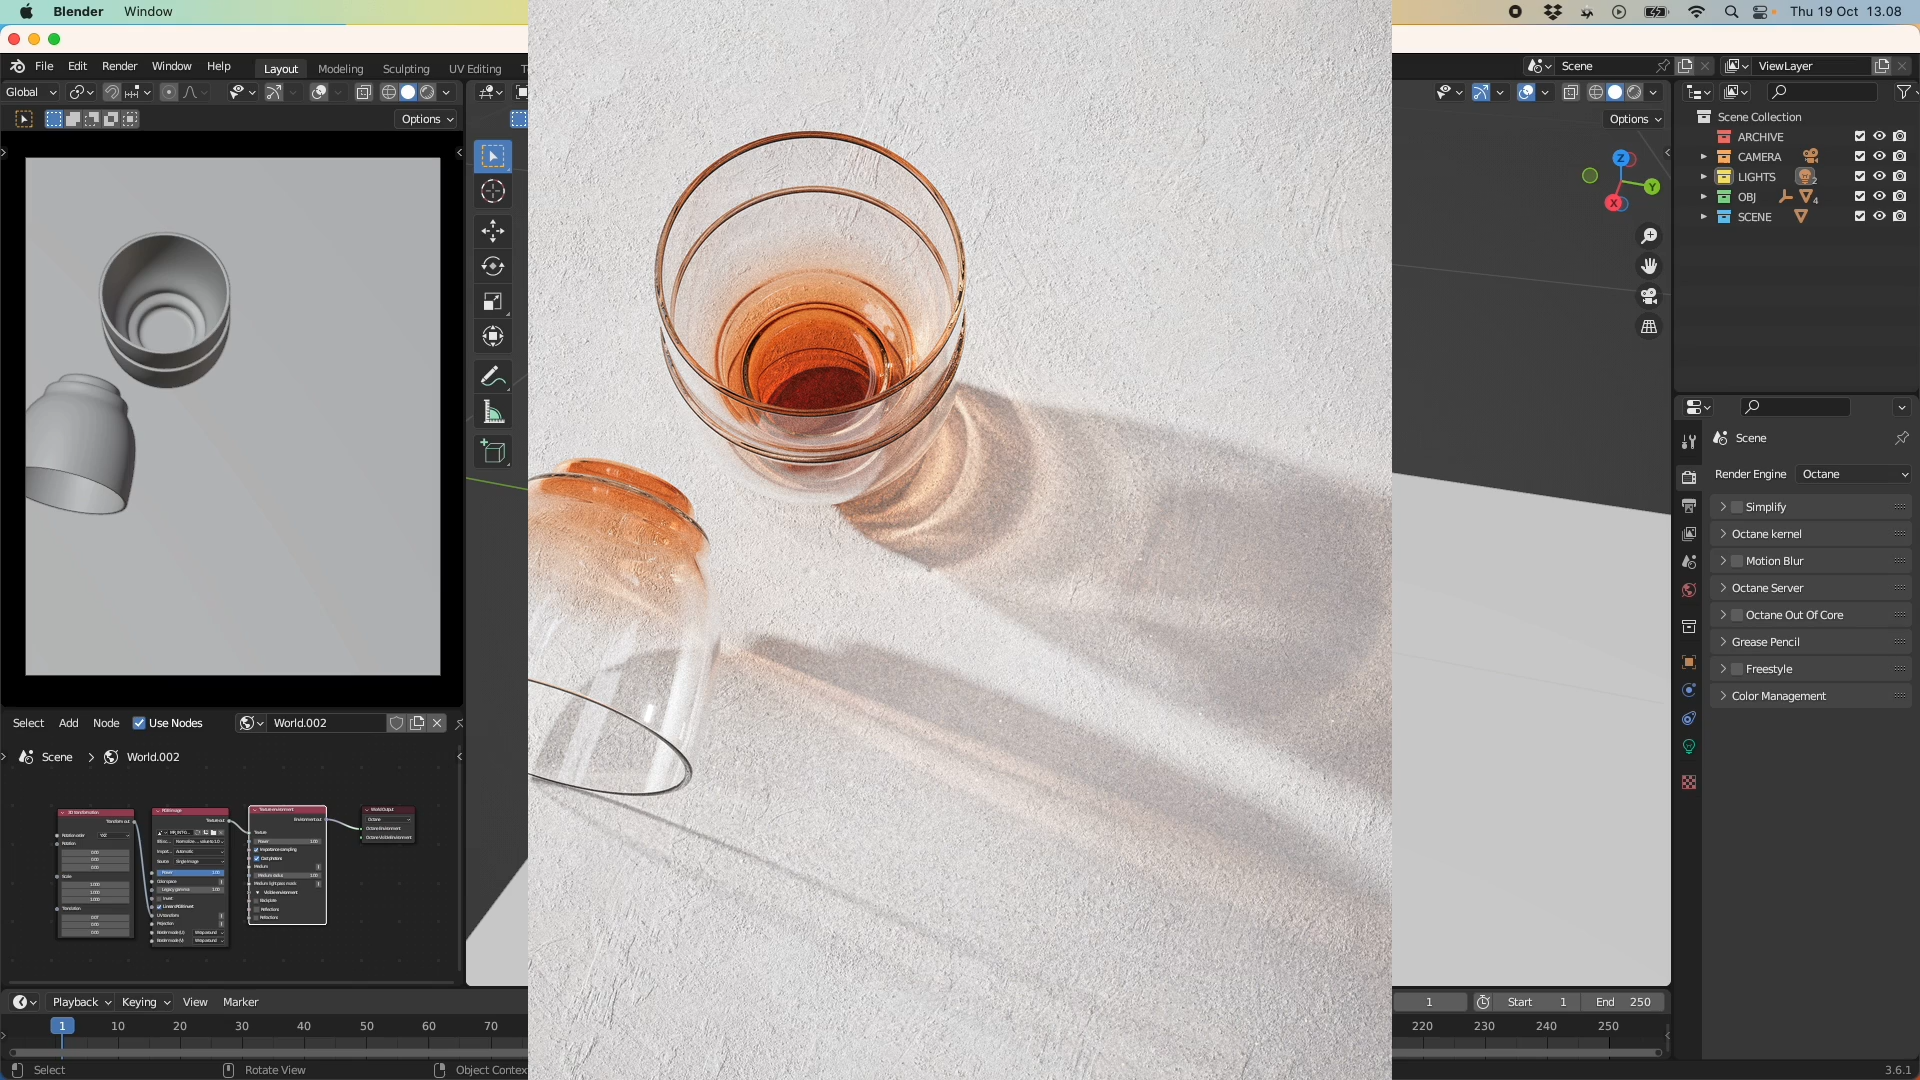 Blender Window
Thu 19 Oct 13.08
File Edit Render Window Help Layout Modeling Sculpting UV Editing
Scene ViewLayer
Global
Options
Options
Z
Y
X
Scene Collection
ARCHIVE
CAMERA
LIGHTS 2
OBJ 4
SCENE
Scene
Render Engine Octane
Simplify
Octane kernel
Motion Blur
Octane Server
Octane Out Of Core
Grease Pencil
Freestyle
Color Management
Select Add Node Use Nodes World.002
Scene > World.002
Playback Keying View Marker
1 Start 1 End 250
1 10 20 30 40 50 60 70
220 230 240 250
Select Rotate View Object Contex
3.6.1